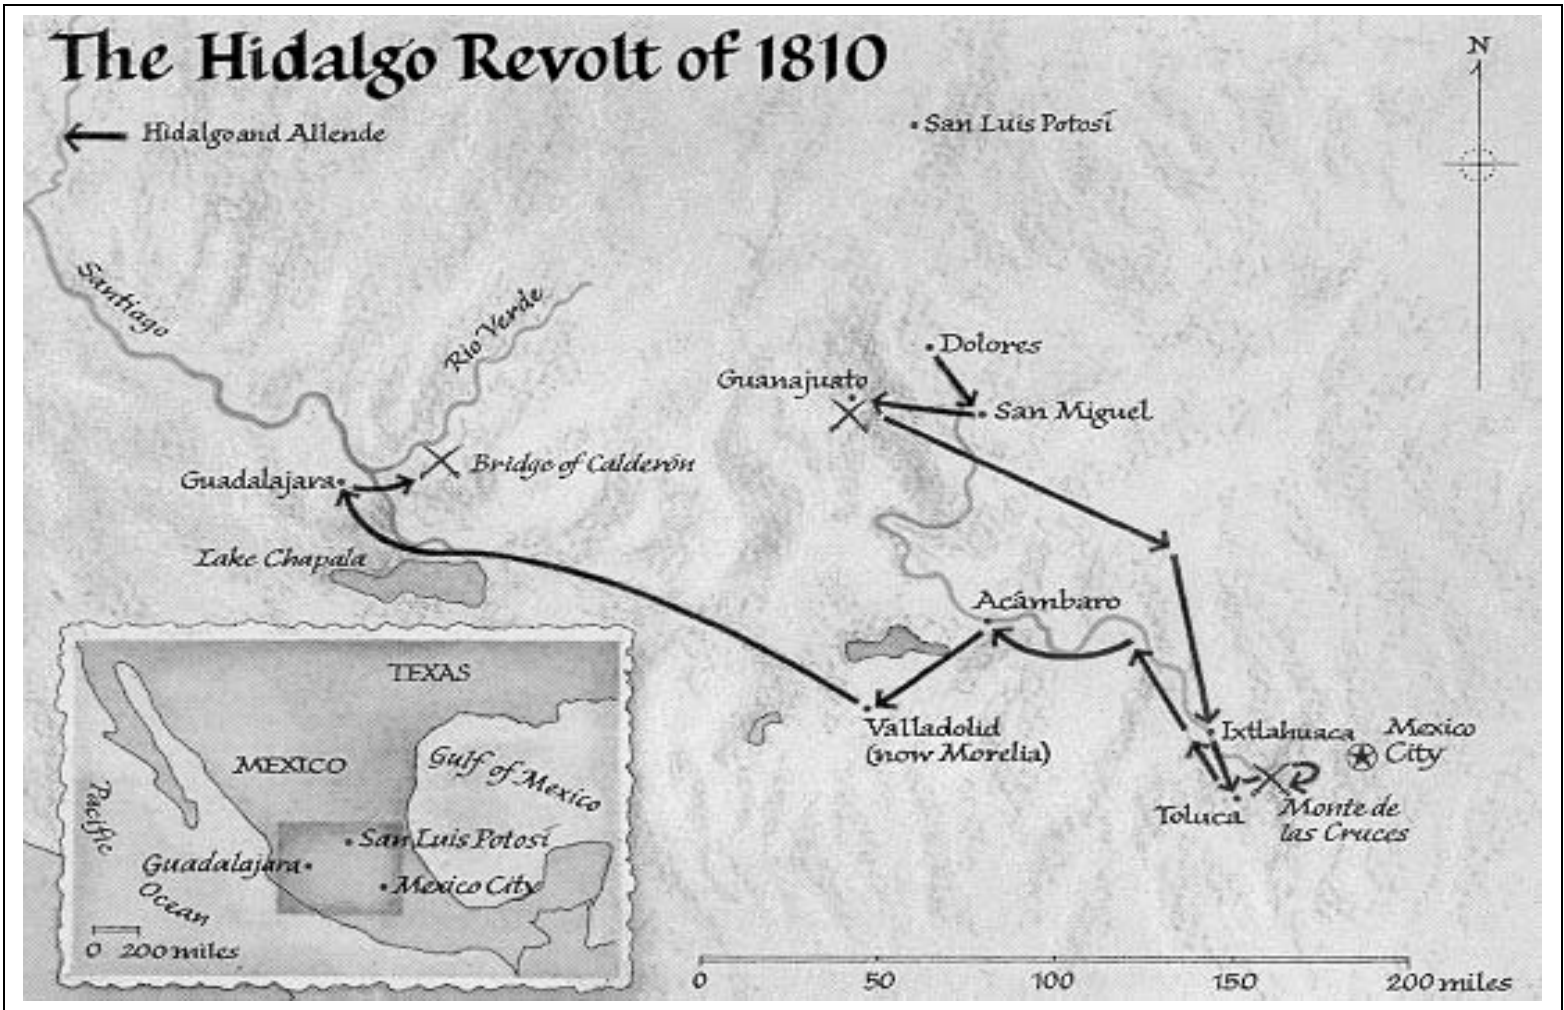 The Hidalgo Revolt of 1810
N
Hidalgo and Allende
San Luis Potosí
Santiago
Rio Verde
Dolores
Guanajuato
San Miguel
Bridge of Calderón
Guadalajara
Lake Chapala
Acámbaro
Valladolid
(now Morelia)
Ixtlahuaca
Mexico
City
Toluca
Monte de
las Cruces
TEXAS
MEXICO
Gulf of Mexico
Pacific
Ocean
San Luis Potosí
Guadalajara
Mexico City
0 200 miles
0 50 100 150 200 miles